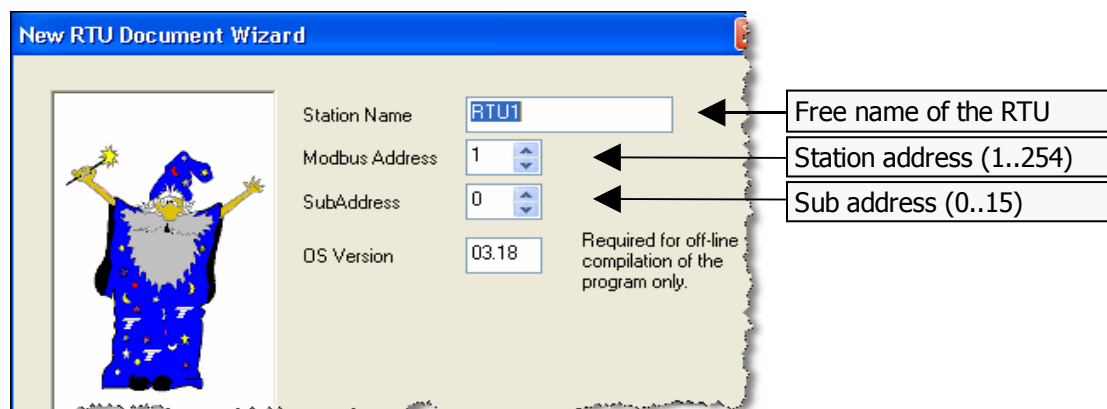 New RTU Document Wizard
Station Name RTU1 Free name of the RTU
Modbus Address 1 Station address (1..254)
SubAddress 0 Sub address (0..15)
OS Version 03.18 Required for off-line
compilation of the
program only.